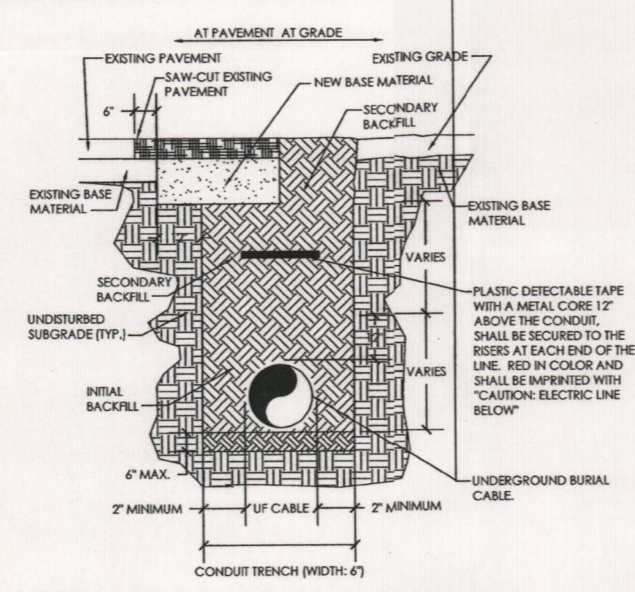 AT PAVEMENT AT GRADE
EXISTING PAVEMENT
EXISTING GRADE
SAW-CUT EXISTING
PAVEMENT
NEW BASE MATERIAL
6"
SECONDARY
BACKFILL
EXISTING BASE
MATERIAL
EXISTING BASE
MATERIAL
VARIES
SECONDARY
BACKFILL
PLASTIC DETECTABLE TAPE
WITH A METAL CORE 12"
ABOVE THE CONDUIT,
SHALL BE SECURED TO THE
RISERS AT EACH END OF THE
LINE. RED IN COLOR AND
SHALL BE IMPRINTED WITH
"CAUTION: ELECTRIC LINE
BELOW"
UNDISTURBED
SUBGRADE (TYP.)
12"
VARIES
INITIAL
BACKFILL
6" MAX.
UNDERGROUND BURIAL
CABLE.
2" MINIMUM
UF CABLE
2" MINIMUM
CONDUIT TRENCH (WIDTH: 6")